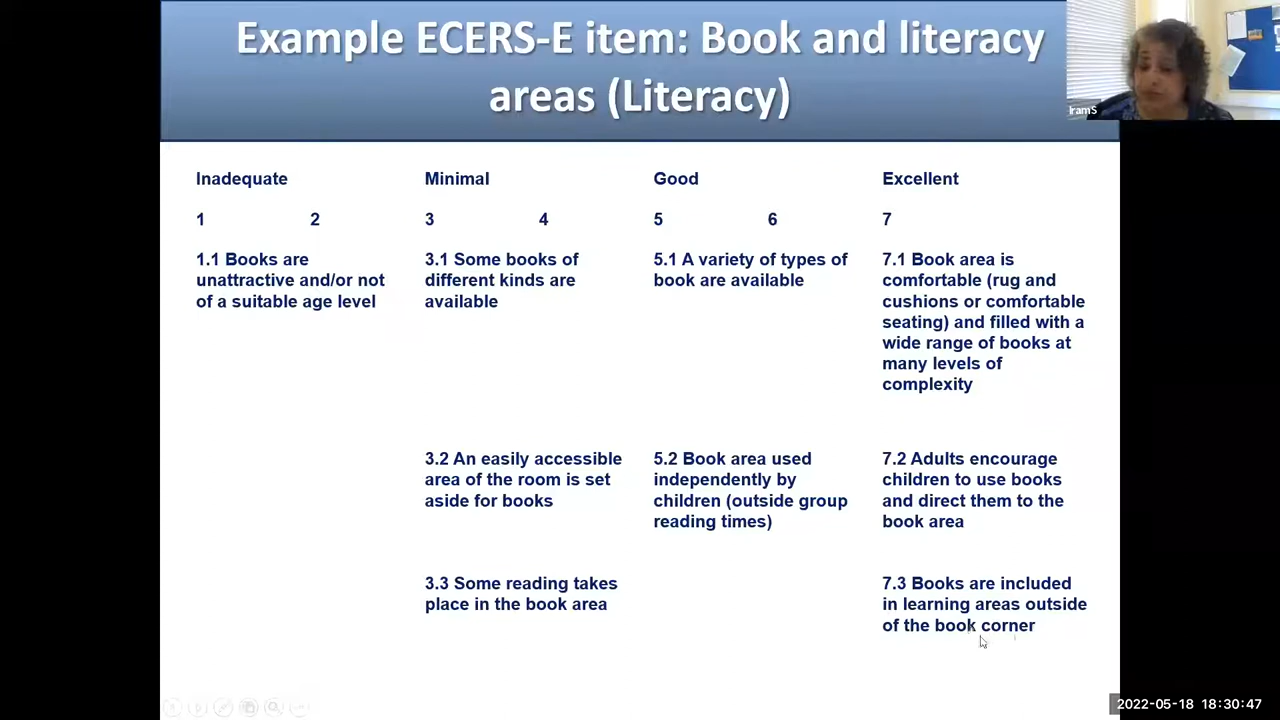 Example ECERS-E item: Book and literacy
areas (Literacy)
IramS
Inadequate
Minimal
Good
Excellent
1
2
3
4
5
6
7
1.1 Books are
unattractive and/or not
of a suitable age level
3.1 Some books of
different kinds are
available
5.1 A variety of types of
book are available
7.1 Book area is
comfortable (rug and
cushions or comfortable
seating) and filled with a
wide range of books at
many levels of
complexity
3.2 An easily accessible
area of the room is set
aside for books
5.2 Book area used
independently by
children (outside group
reading times)
7.2 Adults encourage
children to use books
and direct them to the
book area
3.3 Some reading takes
place in the book area
7.3 Books are included
in learning areas outside
of the book corner
2022-05-18 18:30:47